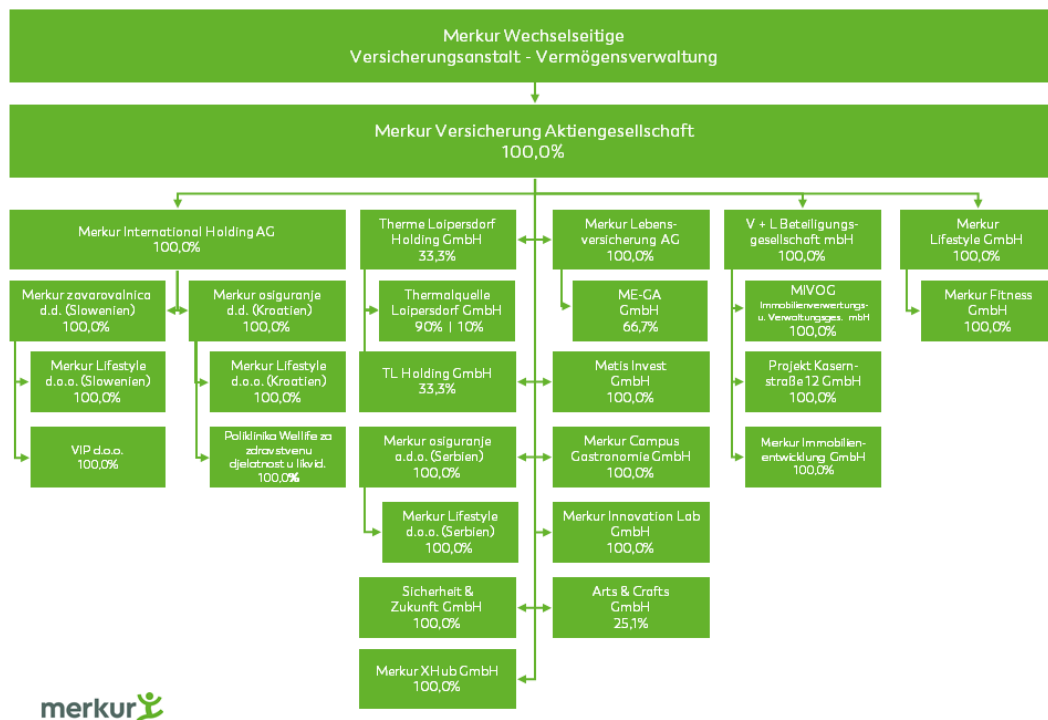 Merkur Wechselseitige
Versicherungsanstalt - Vermögensverwaltung
Merkur Versicherung Aktiengesellschaft
100,0%
Merkur International Holding AG
100,0%
Therme Loipersdorf
Holding GmbH
33,3%
Merkur Lebens-
versicherung AG
100,0%
V + L Beteiligungs-
gesellschaft mbH
100,0%
Merkur
Lifestyle GmbH
100,0%
Merkur zavarovalnica
d.d. (Slowenien)
100,0%
Merkur osiguranje
d.d. (Kroatien)
100,0%
Thermalquelle
Loipersdorf GmbH
90% | 10%
ME-GA
GmbH
66,7%
MIVOG
Immobilienverwertungs-
u. Verwaltungsges. mbH
100,0%
Merkur Fitness
GmbH
100,0%
Merkur Lifestyle
d.o.o. (Slowenien)
100,0%
Merkur Lifestyle
d.o.o. (Kroatien)
100,0%
TL Holding GmbH
33,3%
Metis Invest
GmbH
100,0%
Projekt Kasern-
straße 12 GmbH
100,0%
VIP d.o.o.
100,0%
Poliklinika Wellife za
zdravstvenu
djelatnost u likvid.
100,0%
Merkur osiguranje
a.d.o. (Serbien)
100,0%
Merkur Campus
Gastronomie GmbH
100,0%
Merkur Immobilien-
entwicklung GmbH
100,0%
Merkur Lifestyle
d.o.o. (Serbien)
100,0%
Merkur Innovation Lab
GmbH
100,0%
Sicherheit &
Zukunft GmbH
100,0%
Arts & Crafts
GmbH
25,1%
Merkur XHub GmbH
100,0%
merkur